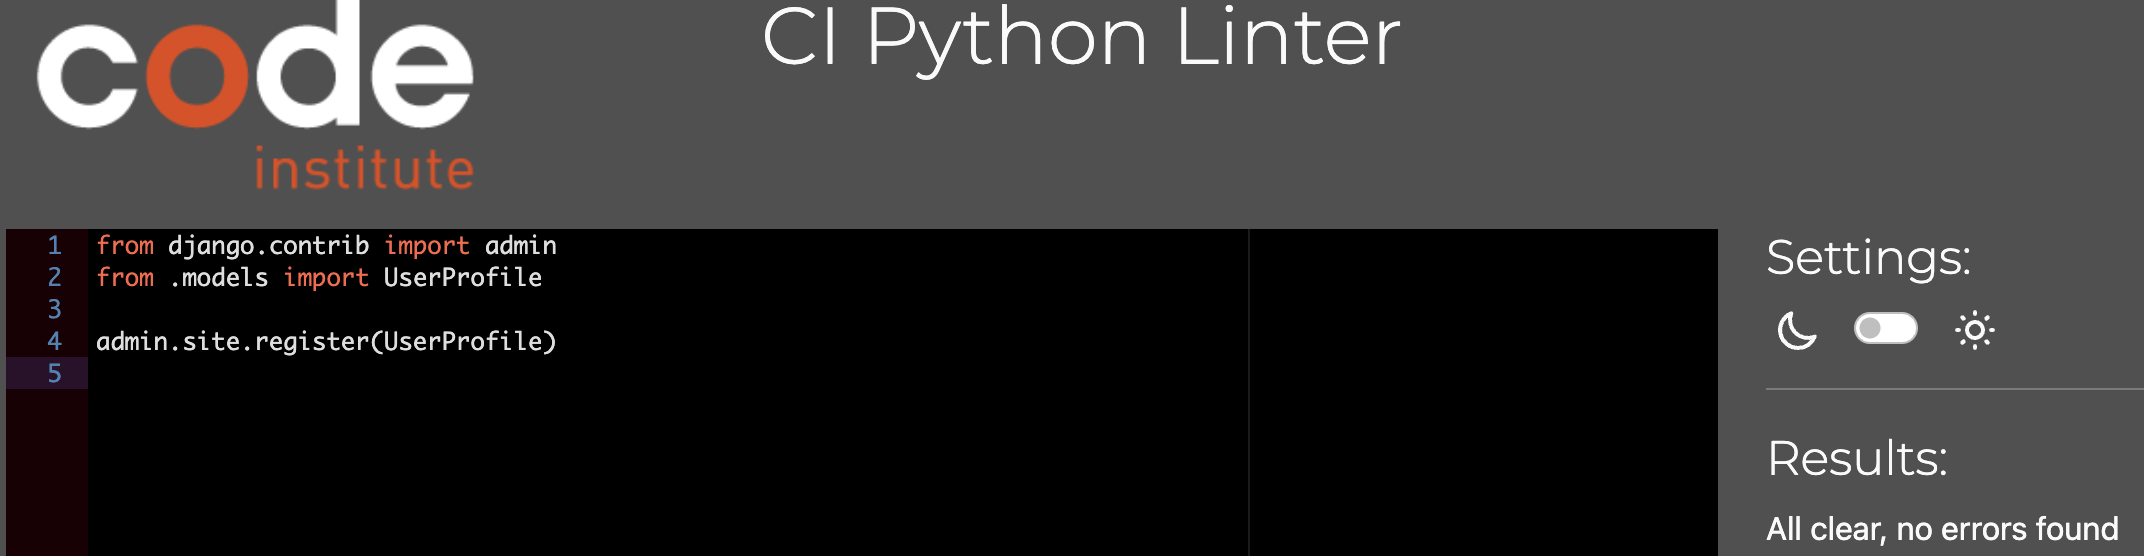 code
institute
CI Python Linter
1 from django.contrib import admin
2 from .models import UserProfile
3
4 admin.site.register(UserProfile)
5
Settings:
Results:
All clear, no errors found